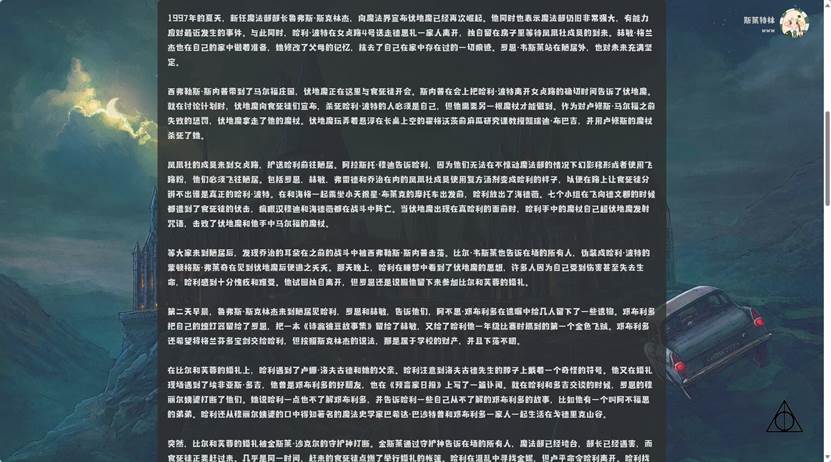 斯莱特林
www
1997年的夏天，新任魔法部部长鲁弗斯·斯克林杰，向魔法界宣布伏地魔已经再次崛起。他同时也表示魔法部仍旧非常强大，有能力
应对最近发生的事件。与此同时，哈利·波特在女贞路4号送走德思礼一家人离开，独自留在房子里等待凤凰社成员的到来。赫敏·格兰
杰也在自己的家中做着准备，她修改了父母的记忆，抹去了自己在家中存在过的一切痕迹。罗恩·韦斯莱站在陋居外，也对未来充满坚
定。
西弗勒斯·斯内普带到了马尔福庄园，伏地魔正在这里与食死徒开会。斯内普在会上把哈利·波特离开女贞路的确切时间告诉了伏地魔。
就在讨论计划时，伏地魔向食死徒们宣布，杀死哈利·波特的人必须是自己，但他需要另一根魔杖才能做到。作为对卢修斯·马尔福之前
失败的惩罚，伏地魔拿走了他的魔杖。伏地魔玩弄着悬浮在长桌上空的霍格沃茨前麻瓜研究课教授凯瑞迪·布巴吉，并用卢修斯的魔杖
杀死了她。
凤凰社的成员来到女贞路，护送哈利前往陋居。阿拉斯托·穆迪告诉哈利，因为他们无法在不惊动魔法部的情况下幻影移形或者使用飞
路粉，他们必须飞往陋居。包括罗恩、赫敏、弗雷德和乔治在内的凤凰社成员使用复方汤剂变成哈利的样子，以便在路上让食死徒分
辨不出谁是真正的哈利·波特。在和海格一起乘坐小天狼星·布莱克的摩托车出发前，哈利放出了海德薇。七个小组在飞向德文郡的时候
都遭到了食死徒的伏击，疯眼汉穆迪和海德薇都在战斗中阵亡。当伏地魔出现在真哈利的面前时，哈利手中的魔杖自己朝伏地魔发射
咒语，击败了伏地魔和他手中马尔福的魔杖。
等大家来到陋居后，发现乔治的耳朵在之前的战斗中被西弗勒斯·斯内普击落。比尔·韦斯莱也告诉在场的所有人，伪装成哈利·波特的
蒙顿格斯·弗莱奇在见到伏地魔后便逃之夭夭。那天晚上，哈利在睡梦中看到了伏地魔的思想，许多人因为自己受到伤害甚至失去生
命，哈利感到十分愧疚和难受。他试图独自离开，但罗恩还是说服他留下来参加比尔和芙蓉的婚礼。
第二天早晨，鲁弗斯·斯克林杰来到陋居见哈利、罗恩和赫敏，告诉他们，阿不思·邓布利多在遗嘱中给几人留下了一些遗物。邓布利多
把自己的熄灯器留给了罗恩，把一本《诗翁彼豆故事集》留给了赫敏，又给了哈利他一年级比赛时抓到的第一个金色飞贼。邓布利多
还希望将格兰芬多宝剑交给哈利，但按照斯克林杰的说法，那是属于学校的财产，并且下落不明。
在比尔和芙蓉的婚礼上，哈利遇到了卢娜·洛夫古德和她的父亲。哈利注意到洛夫古德先生的脖子上戴着一个奇怪的符号。他又在婚礼
现场遇到了埃非亚斯·多吉，他曾是邓布利多的好朋友，也在《预言家日报》上写了一篇讣闻。就在哈利和多吉交谈的时候，罗恩的穆
丽尔姨婆打断了他们。她说哈利一点也不了解邓布利多，并告诉哈利一些自己从不了解的邓布利多的故事，比如他有一个叫阿不福思
的弟弟。哈利还从穆丽尔姨婆的口中得知著名的魔法史学家巴希达·巴沙特曾和邓布利多一家人一起生活在戈德里克山谷。
突然，比尔和芙蓉的婚礼被金斯莱·沙克尔的守护神打断。金斯莱通过守护神告诉在场的所有人，魔法部已经垮台，部长已经遇害，而
食死徒正要赶过来。几乎是同一时间，赶来的食死徒点燃了举行婚礼的帐篷。哈利在混乱中寻找金妮，但卢平命令哈利离开。哈利找